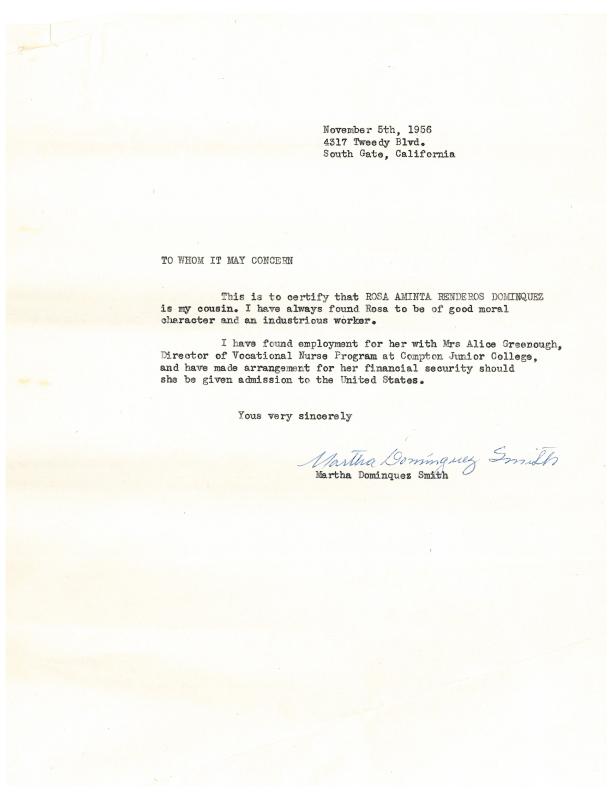 November 5th, 1956
4317 Tweedy Blvd.
South Gate, California
TO WHOM IT MAY CONCERN
This is to certify that ROSA AMINTA RENDEROS DOMINQUEZ
is my cousin. I have always found Rosa to be of good moral
character and an industrious worker.
I have found employment for her with Mrs Alice Greenough,
Director of Vocational Nurse Program at Compton Junior College,
and have made arrangement for her financial security should
she be given admission to the United States.
Yous very sincerely
Martha Dominguez Smith
Martha Dominquez Smith